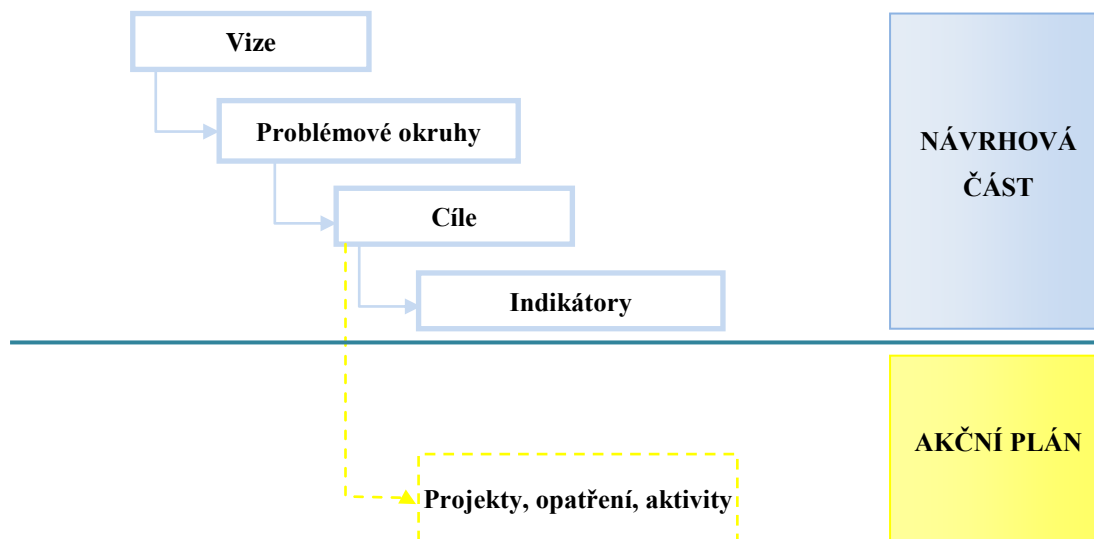 Vize
Problémové okruhy
NÁVRHOVÁ
ČÁST
Cíle
Indikátory
AKČNÍ PLÁN
Projekty, opatření, aktivity